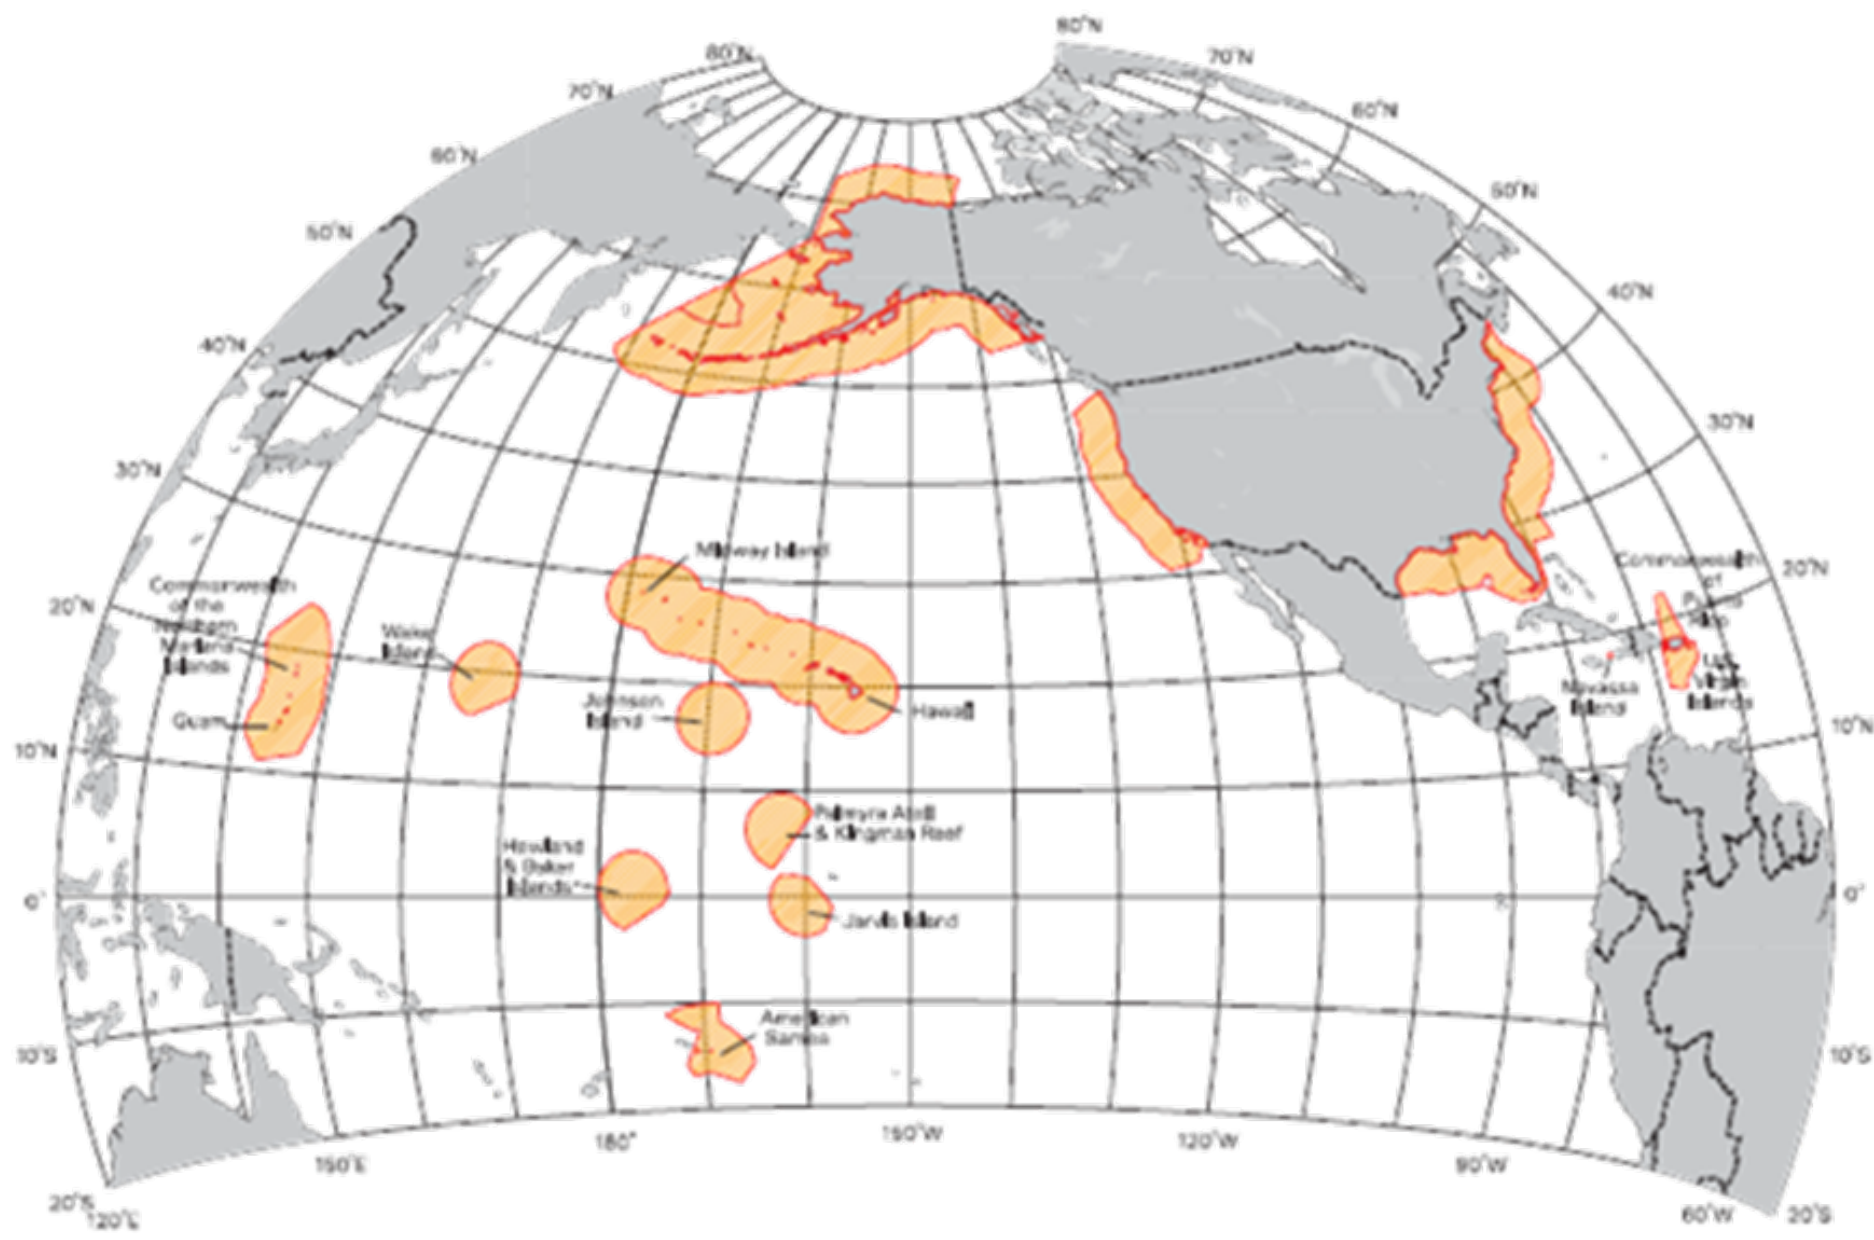 80°N
80°N
70°N
70°N
60°N
60°N
50°N
50°N
40°N
40°N
30°N
30°N
20°N
20°N
10°N
10°N
0°
0°
10°S
10°S
20°S
20°S
120°E
150°E
180°
150°W
120°W
90°W
60°W
Midway Island
Commonwealth
of the
Northern
Mariana
Islands
Guam
Wake
Island
Johnson
Island
Hawaii
Palmyra Atoll
& Kingman Reef
Howland
& Baker
Islands
Jarvis Island
American
Samoa
Commonwealth
of
Puerto
Rico
Navassa
Island
U.S.
Virgin
Islands